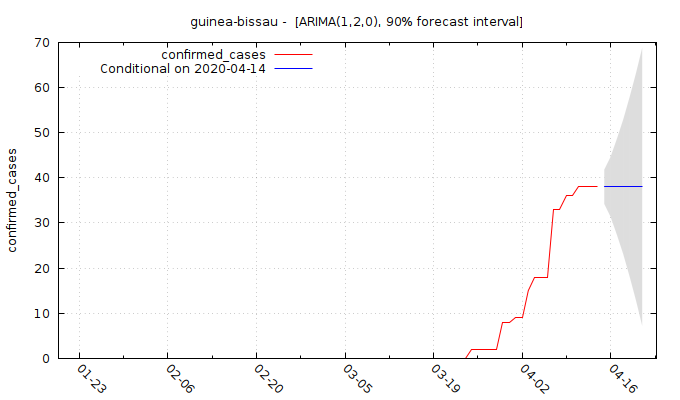 guinea-bissau -  [ARIMA(1,2,0), 90% forecast interval]
confirmed_cases
Conditional on 2020-04-14
confirmed_cases
70
60
50
40
30
20
10
0
01-23 02-06 02-20 03-05 03-19 04-02 04-16